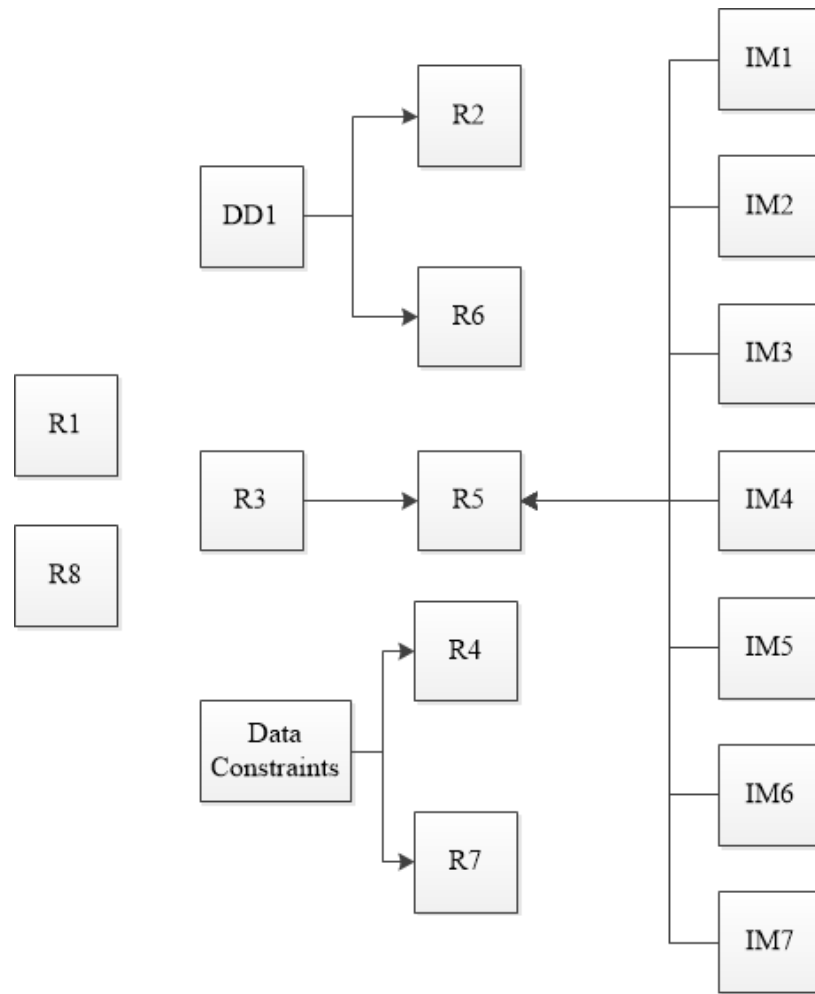 IM1
R2
IM2
DD1
R6
IM3
R1
R3
R5
IM4
R8
R4
IM5
Data
Constraints
IM6
R7
IM7